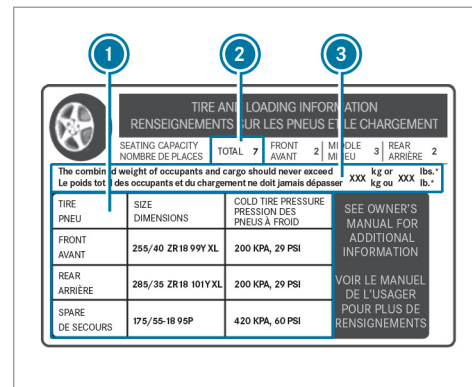 1
2
3
TIRE AND LOADING INFORMATION
RENSEIGNEMENTS SUR LES PNEUS ET LE CHARGEMENT
SEATING CAPACITY
NOMBRE DE PLACES
TOTAL 7
FRONT
AVANT 2
MIDDLE
MILIEU 3
REAR
ARRIÈRE 2
The combined weight of occupants and cargo should never exceed XXX kg or XXX lbs.*
Le poids total des occupants et du chargement ne doit jamais dépasser kg ou lb.*
TIRE
PNEU
SIZE
DIMENSIONS
COLD TIRE PRESSURE
PRESSION DES
PNEUS À FROID
FRONT
AVANT
255/40 ZR18 99Y XL
200 KPA, 29 PSI
REAR
ARRIÈRE
285/35 ZR18 101Y XL
200 KPA, 29 PSI
SPARE
DE SECOURS
175/55-18 95P
420 KPA, 60 PSI
SEE OWNER'S
MANUAL FOR
ADDITIONAL
INFORMATION
VOIR LE MANUEL
DE L'USAGER
POUR PLUS DE
RENSIGNEMENTS